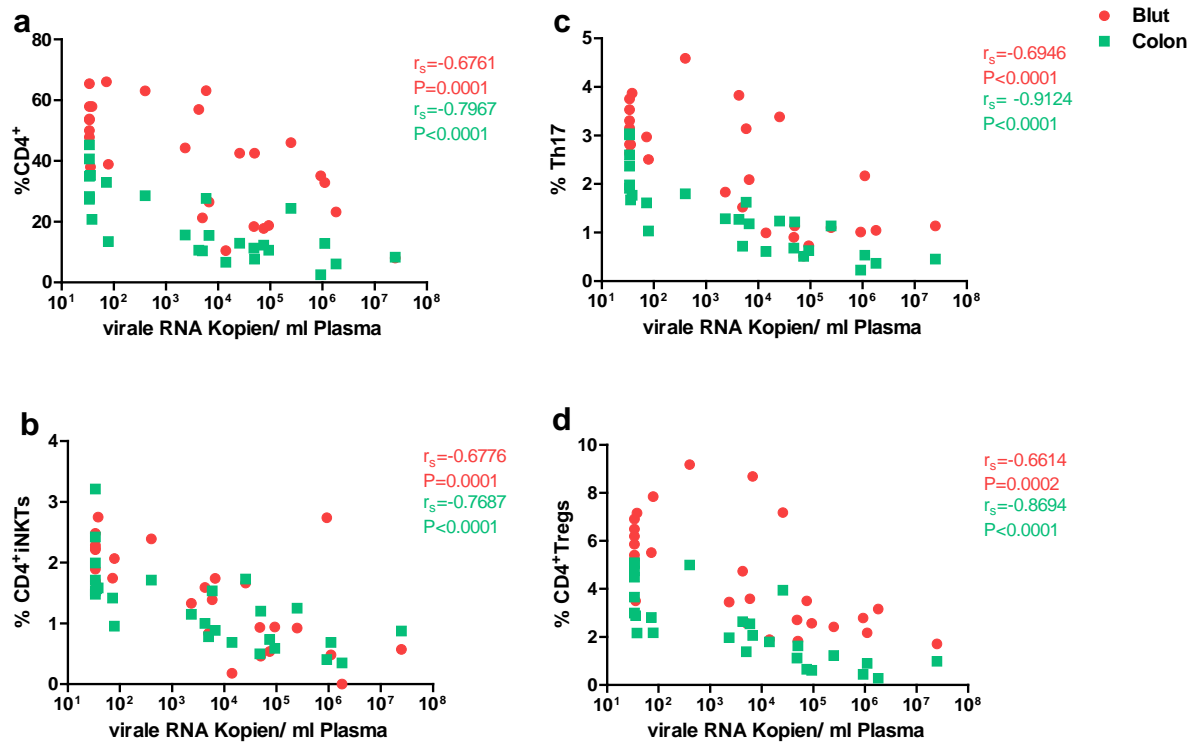 Blut
Colon
a
80
60
40
20
0
%CD4⁺
rₛ=-0.6761
P=0.0001
rₛ=-0.7967
P<0.0001
10¹ 10² 10³ 10⁴ 10⁵ 10⁶ 10⁷ 10⁸
virale RNA Kopien/ ml Plasma
c
5
4
3
2
1
0
% Th17
rₛ=-0.6946
P<0.0001
rₛ= -0.9124
P<0.0001
10¹ 10² 10³ 10⁴ 10⁵ 10⁶ 10⁷ 10⁸
virale RNA Kopien/ ml Plasma
b
4
3
2
1
0
% CD4⁺iNKTs
rₛ=-0.6776
P=0.0001
rₛ=-0.7687
P<0.0001
10¹ 10² 10³ 10⁴ 10⁵ 10⁶ 10⁷ 10⁸
virale RNA Kopien/ ml Plasma
d
10
8
6
4
2
0
% CD4⁺Tregs
rₛ=-0.6614
P=0.0002
rₛ=-0.8694
P<0.0001
10¹ 10² 10³ 10⁴ 10⁵ 10⁶ 10⁷ 10⁸
virale RNA Kopien/ ml Plasma